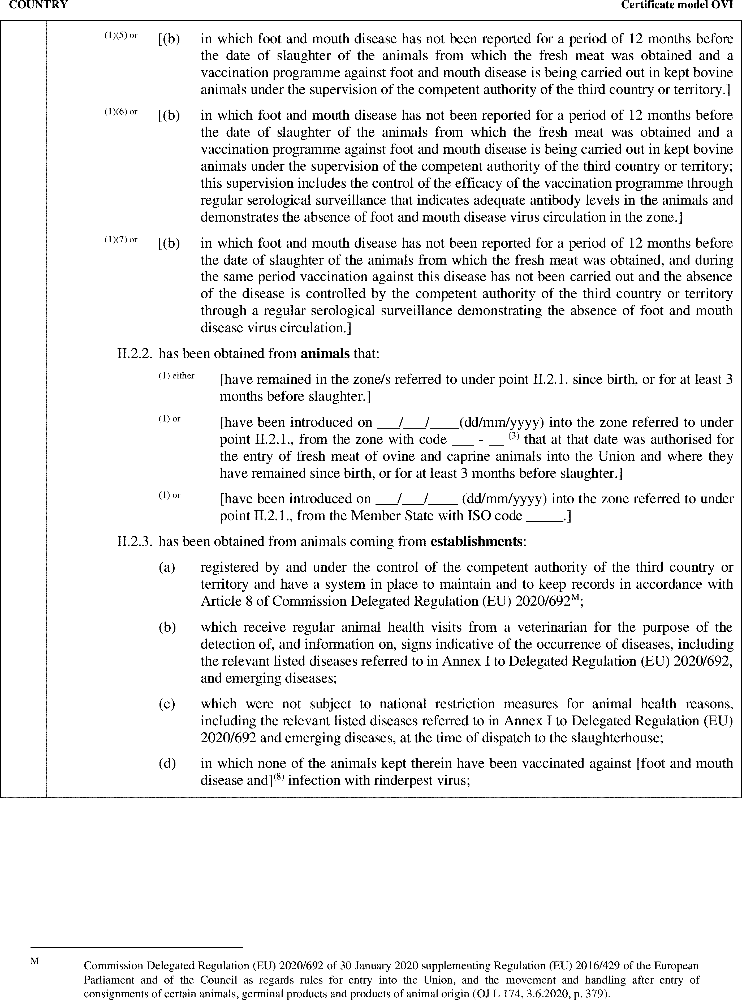 COUNTRY Certificate model OVI
(1)(5) or [(b) in which foot and mouth disease has not been reported for a period of 12 months before
the date of slaughter of the animals from which the fresh meat was obtained and a
vaccination programme against foot and mouth disease is being carried out in kept bovine
animals under the supervision of the competent authority of the third country or territory.]
(1)(6) or [(b) in which foot and mouth disease has not been reported for a period of 12 months before
the date of slaughter of the animals from which the fresh meat was obtained and a
vaccination programme against foot and mouth disease is being carried out in kept bovine
animals under the supervision of the competent authority of the third country or territory;
this supervision includes the control of the efficacy of the vaccination programme through
regular serological surveillance that indicates adequate antibody levels in the animals and
demonstrates the absence of foot and mouth disease virus circulation in the zone.]
(1)(7) or [(b) in which foot and mouth disease has not been reported for a period of 12 months before
the date of slaughter of the animals from which the fresh meat was obtained, and during
the same period vaccination against this disease has not been carried out and the absence
of the disease is controlled by the competent authority of the third country or territory
through a regular serological surveillance demonstrating the absence of foot and mouth
disease virus circulation.]
II.2.2. has been obtained from animals that:
(1) either [have remained in the zone/s referred to under point II.2.1. since birth, or for at least 3
months before slaughter.]
(1) or [have been introduced on ___/___/____(dd/mm/yyyy) into the zone referred to under
point II.2.1., from the zone with code ___ - __ (3) that at that date was authorised for
the entry of fresh meat of ovine and caprine animals into the Union and where they
have remained since birth, or for at least 3 months before slaughter.]
(1) or [have been introduced on ___/___/____ (dd/mm/yyyy) into the zone referred to under
point II.2.1., from the Member State with ISO code _____.]
II.2.3. has been obtained from animals coming from establishments:
(a) registered by and under the control of the competent authority of the third country or
territory and have a system in place to maintain and to keep records in accordance with
Article 8 of Commission Delegated Regulation (EU) 2020/692M;
(b) which receive regular animal health visits from a veterinarian for the purpose of the
detection of, and information on, signs indicative of the occurrence of diseases, including
the relevant listed diseases referred to in Annex I to Delegated Regulation (EU) 2020/692,
and emerging diseases;
(c) which were not subject to national restriction measures for animal health reasons,
including the relevant listed diseases referred to in Annex I to Delegated Regulation (EU)
2020/692 and emerging diseases, at the time of dispatch to the slaughterhouse;
(d) in which none of the animals kept therein have been vaccinated against [foot and mouth
disease and](8) infection with rinderpest virus;
M Commission Delegated Regulation (EU) 2020/692 of 30 January 2020 supplementing Regulation (EU) 2016/429 of the European
Parliament and of the Council as regards rules for entry into the Union, and the movement and handling after entry of
consignments of certain animals, germinal products and products of animal origin (OJ L 174, 3.6.2020, p. 379).